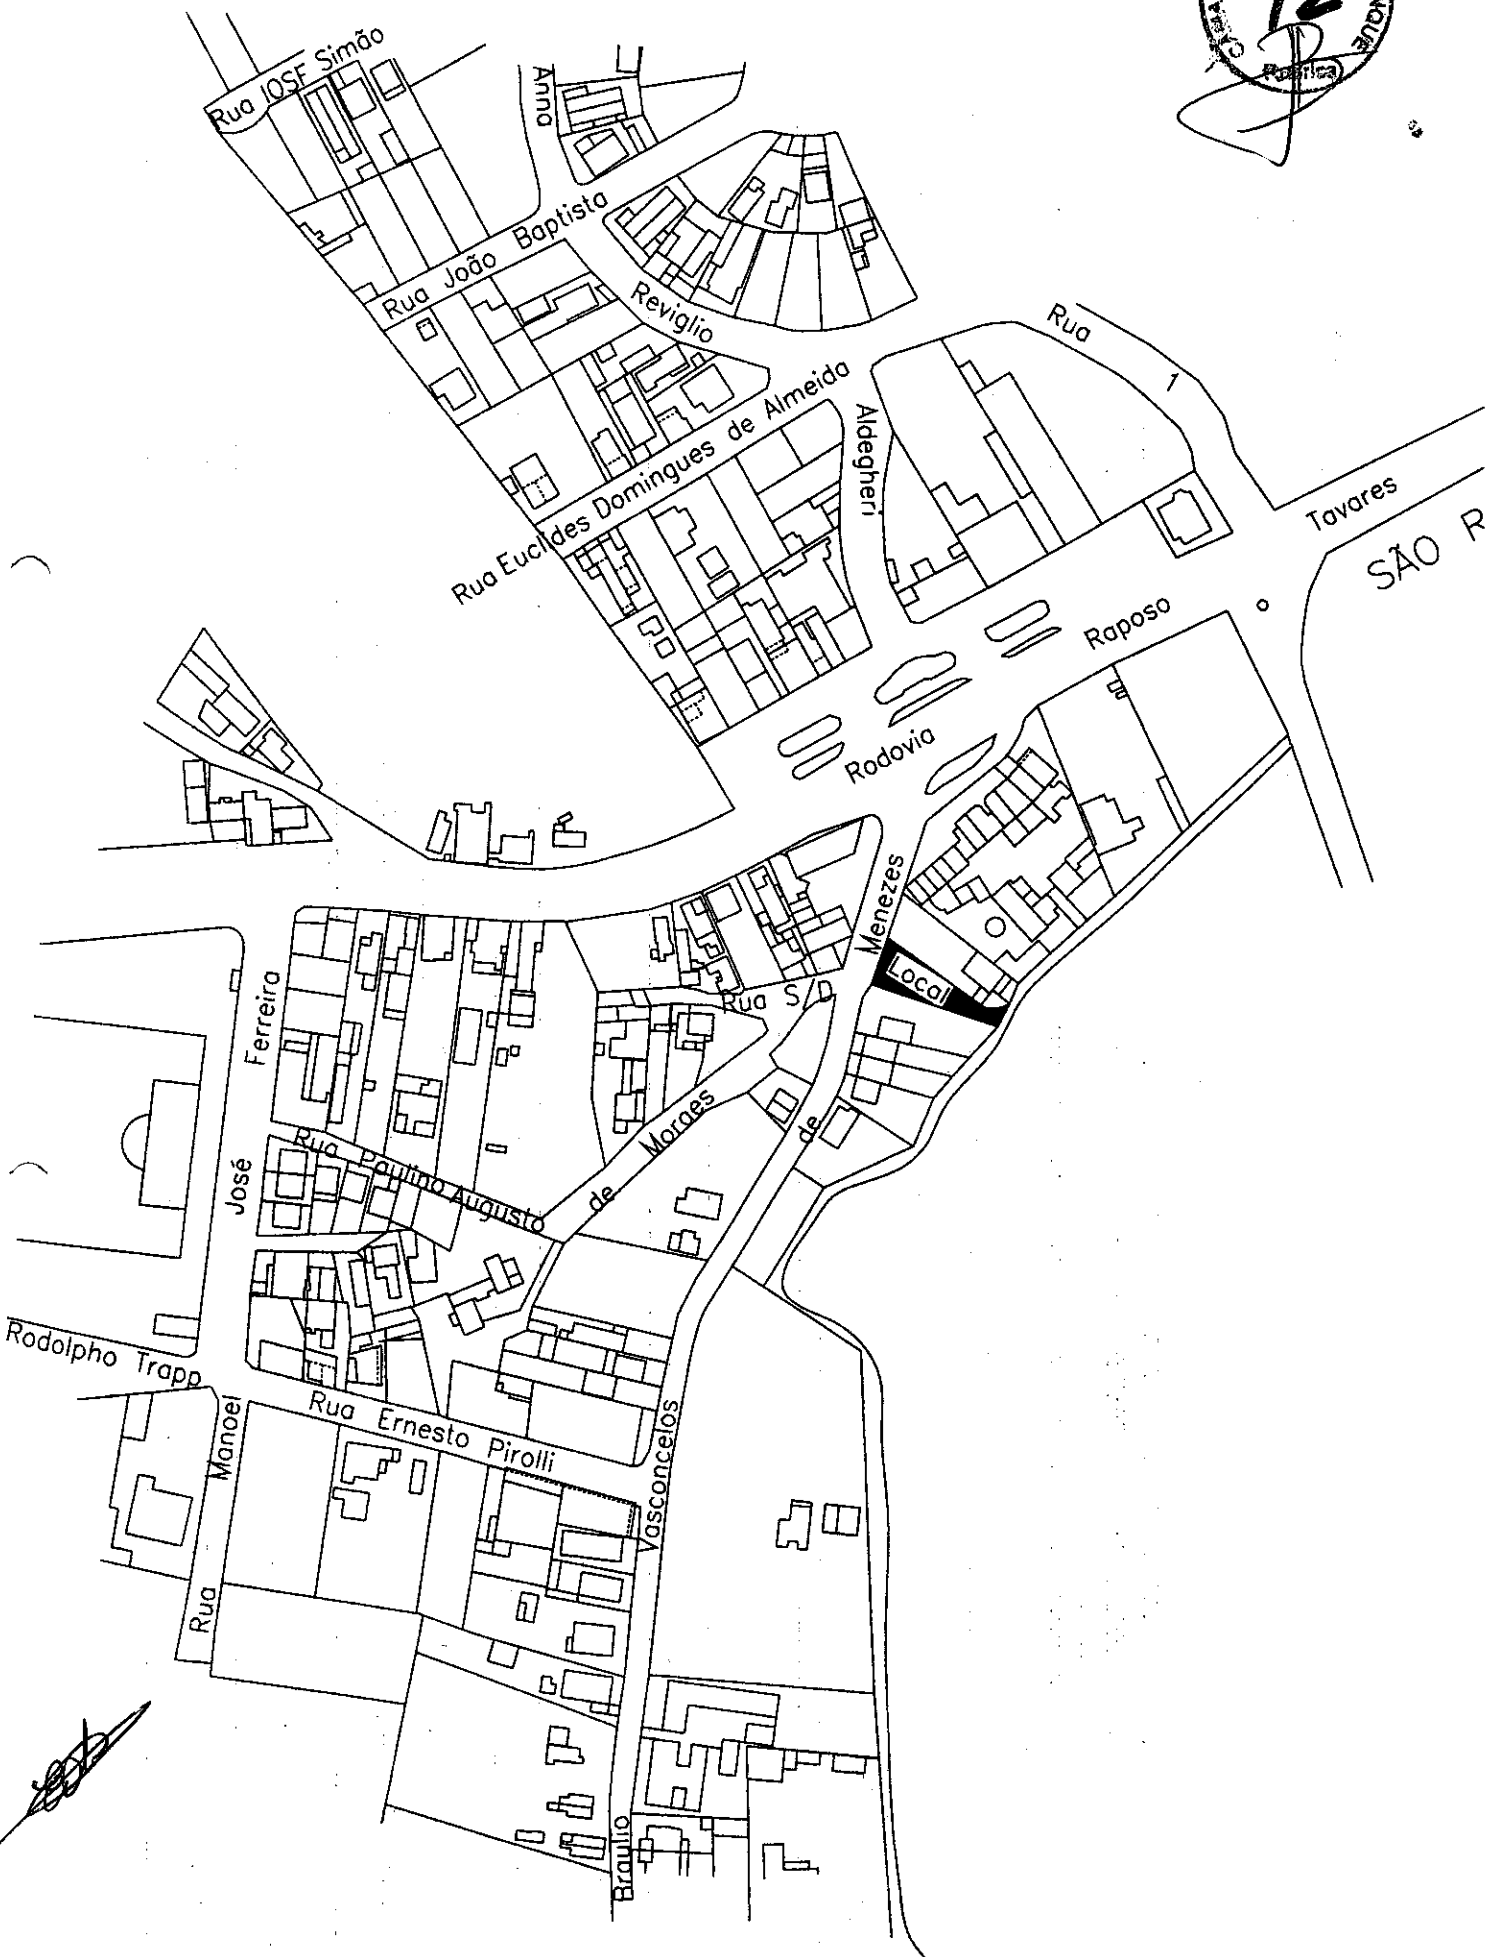 Rubrica
Rua JOSE Simão
Anna
Rua João Baptista
Reviglio
Rua 1
Rua Euclides Domingues de Almeida
Aldegheri
Tavares
SÃO R
Raposo
Rodovia
Menezes
Local
Rua S/D
Ferreira
José
Rua Paulino Augusto de Moraes
de
Rodolpho Trapp
Manoel
Rua Ernesto Pirolli
Vasconcelos
Rua
Braulio